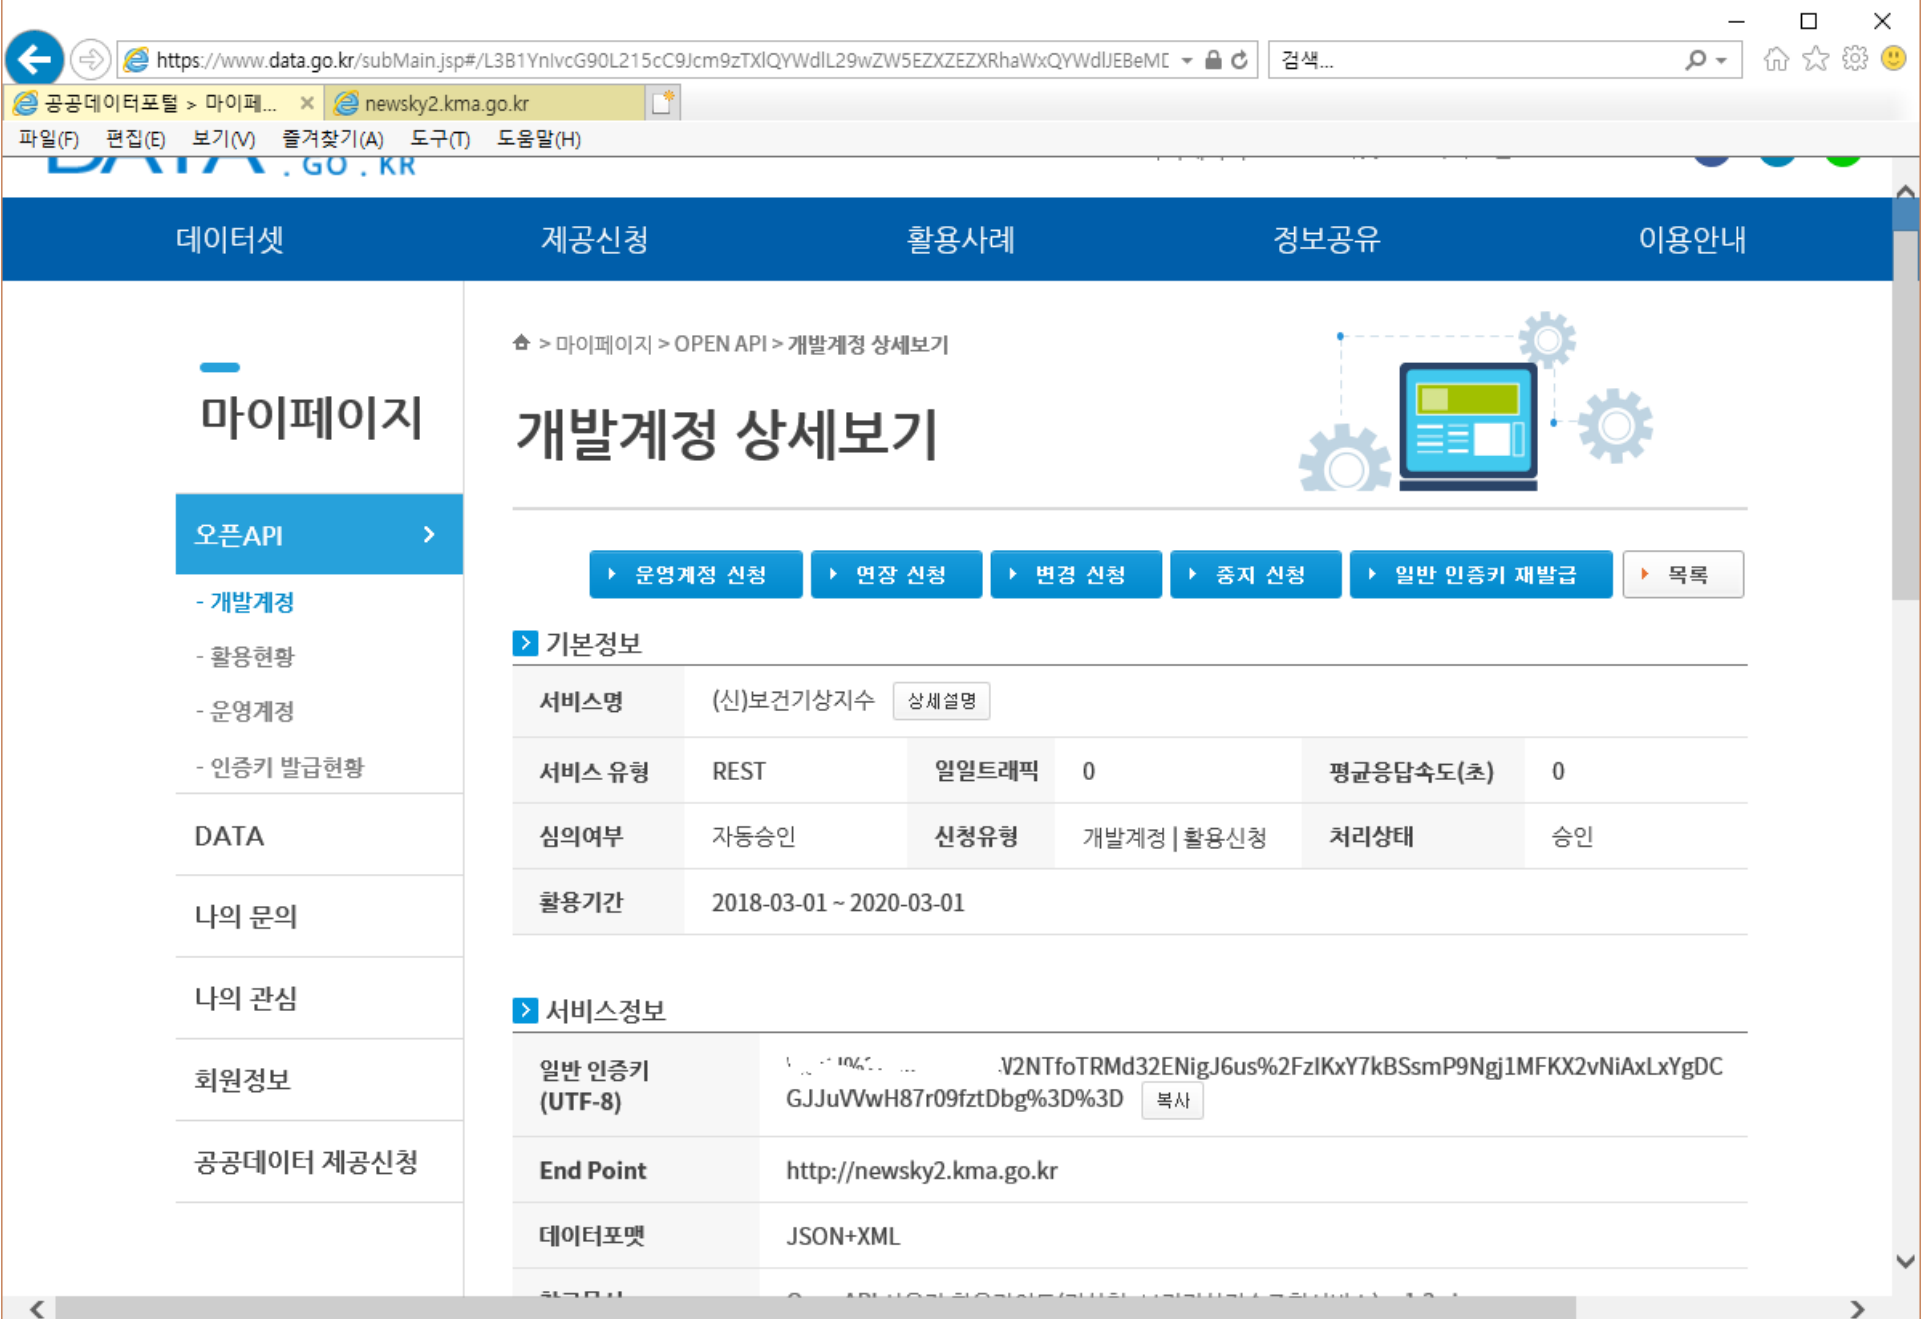 https://www.data.go.kr/subMain.jsp#/L3B1YnIvcG90L215cC9Jcm9zTXlQYWdlL29wZW5EZXZEZXRhaWxQYWdlJEBeMD
검색...
공공데이터포털 > 마이페...
newsky2.kma.go.kr
파일(F) 편집(E) 보기(V) 즐겨찾기(A) 도구(T) 도움말(H)
DATA . GO . KR
데이터셋 제공신청 활용사례 정보공유 이용안내
> 마이페이지 > OPEN API > 개발계정 상세보기
마이페이지
개발계정 상세보기
오픈API
- 개발계정
- 활용현황
- 운영계정
- 인증키 발급현황
DATA
나의 문의
나의 관심
회원정보
공공데이터 제공신청
운영계정 신청 연장 신청 변경 신청 중지 신청 일반 인증키 재발급 목록
기본정보
서비스명 (신)보건기상지수 상세설명
서비스 유형 REST 일일트래픽 0 평균응답속도(초) 0
심의여부 자동승인 신청유형 개발계정 | 활용신청 처리상태 승인
활용기간 2018-03-01 ~ 2020-03-01
서비스정보
일반 인증키
(UTF-8)
V2NTfoTRMd32ENigJ6us%2FzIKxY7kBSsmP9Ngj1MFKX2vNiAxLxYgDC
GJJuVVwH87r09fztDbg%3D%3D 복사
End Point http://newsky2.kma.go.kr
데이터포맷 JSON+XML